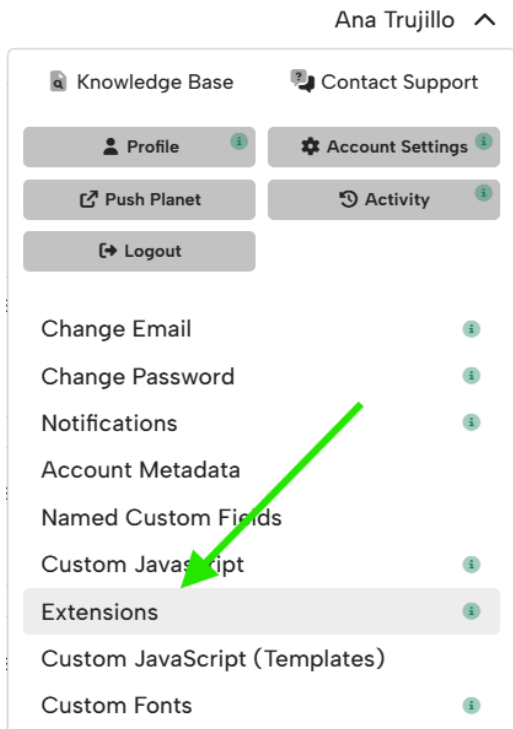 Ana Trujillo
Knowledge Base Contact Support
Profile Account Settings
Push Planet Activity
Logout
Change Email
Change Password
Notifications
Account Metadata
Named Custom Fields
Custom Javascript
Extensions
Custom JavaScript (Templates)
Custom Fonts